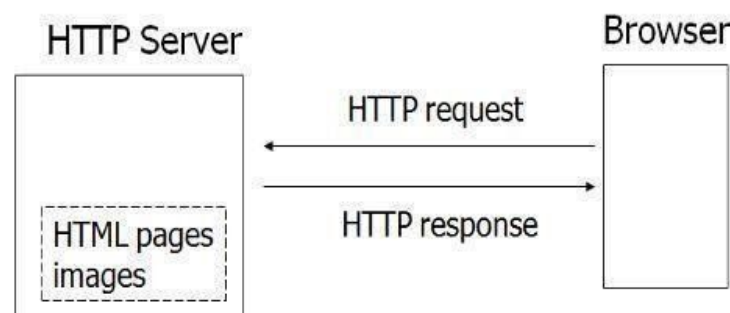 HTTP Server
Browser
HTTP request
HTTP response
HTML pages
images